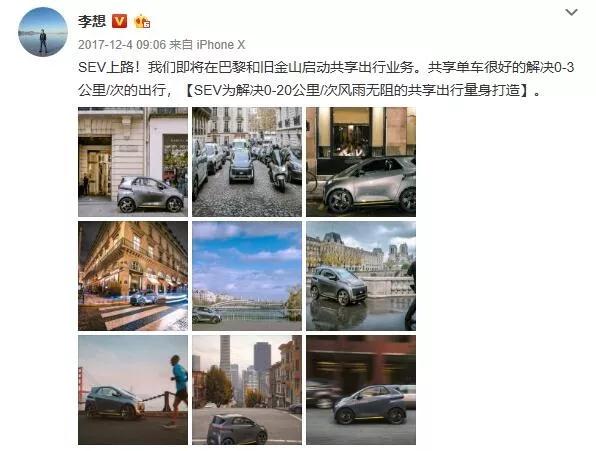 李想
2017-12-4 09:06 来自 iPhone X
SEV上路！我们即将在巴黎和旧金山启动共享出行业务。共享单车很好的解决0-3
公里/次的出行，【SEV为解决0-20公里/次风雨无阻的共享出行量身打造】。